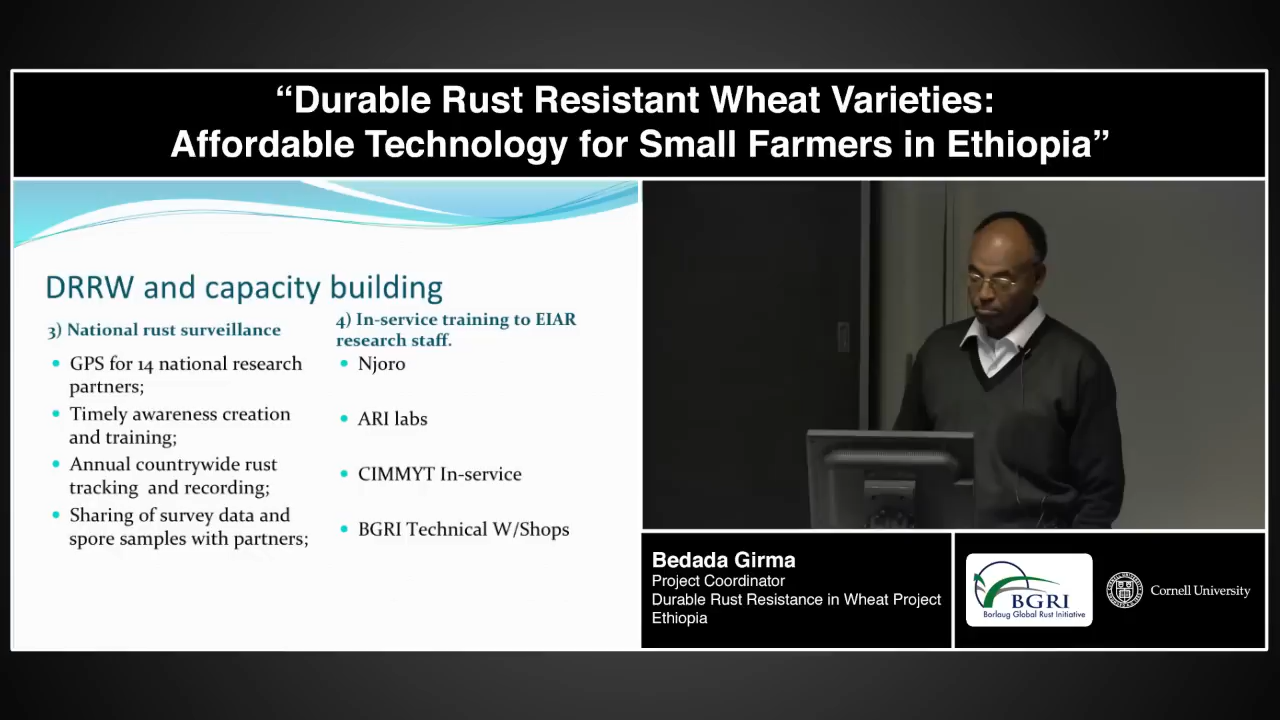 “Durable Rust Resistant Wheat Varieties:
Affordable Technology for Small Farmers in Ethiopia”
DRRW and capacity building
3) National rust surveillance
• GPS for 14 national research
partners;
• Timely awareness creation
and training;
• Annual countrywide rust
tracking and recording;
• Sharing of survey data and
spore samples with partners;
4) In-service training to EIAR
research staff.
• Njoro
• ARI labs
• CIMMYT In-service
• BGRI Technical W/Shops
Bedada Girma
Project Coordinator
Durable Rust Resistance in Wheat Project
Ethiopia
BGRI
Borloug Global Rust Initiative
Cornell University